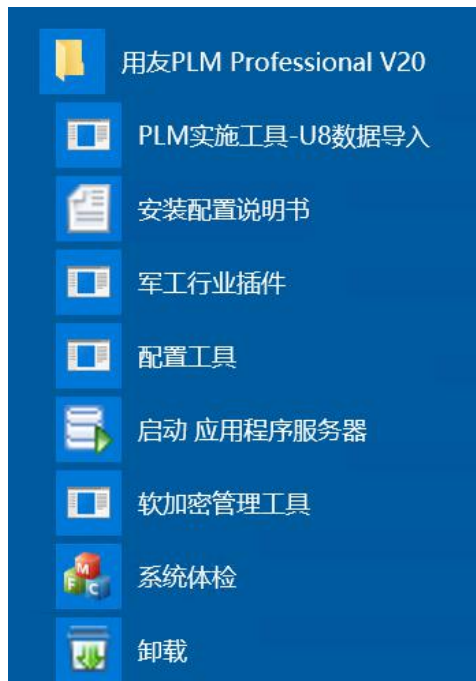 用友PLM Professional V20
PLM实施工具-U8数据导入
安装配置说明书
军工行业插件
配置工具
启动 应用程序服务器
软加密管理工具
系统体检
卸载